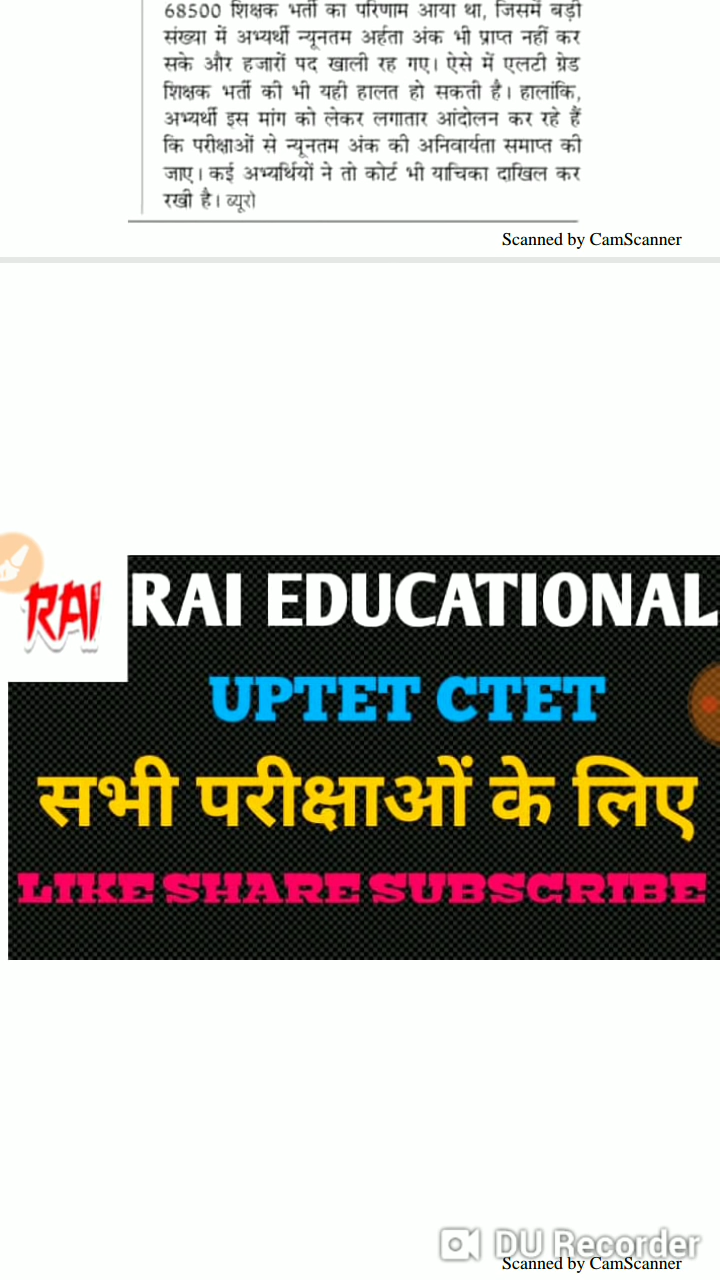 68500 शिक्षक भर्ती का परिणाम आया था, जिसमें बड़ी
संख्या में अभ्यर्थी न्यूनतम अर्हता अंक भी प्राप्त नहीं कर
सके और हजारों पद खाली रह गए। ऐसे में एलटी ग्रेड
शिक्षक भर्ती की भी यही हालत हो सकती है। हालांकि,
अभ्यर्थी इस मांग को लेकर लगातार आंदोलन कर रहे हैं
कि परीक्षाओं से न्यूनतम अंक की अनिवार्यता समाप्त की
जाए। कई अभ्यर्थियों ने तो कोर्ट भी याचिका दाखिल कर
रखी है। ब्यूरो
Scanned by CamScanner
RAI
RAI EDUCATIONAL
UPTET CTET
सभी परीक्षाओं के लिए
LIKE SHARE SUBSCRIBE
DU Recorder
Scanned by CamScanner